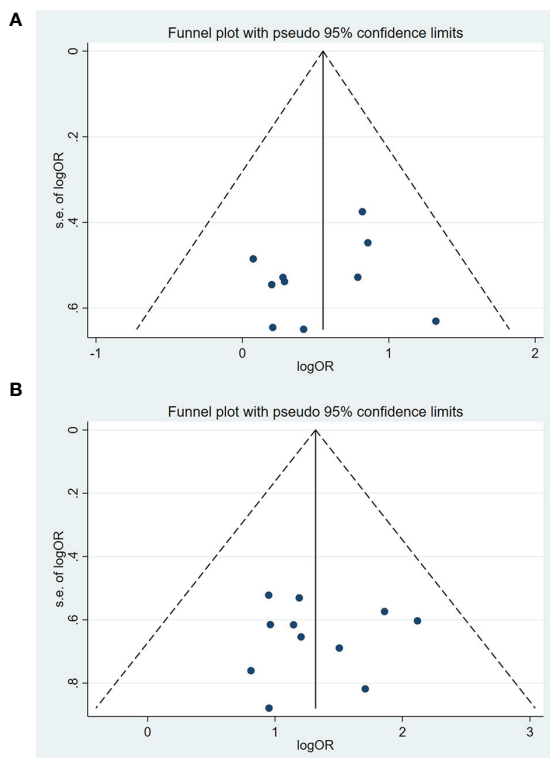 A
Funnel plot with pseudo 95% confidence limits
0
.2
.4
.6
s.e. of logOR
-1 0 1 2
logOR
B
Funnel plot with pseudo 95% confidence limits
0
.2
.4
.6
.8
s.e. of logOR
0 1 2 3
logOR